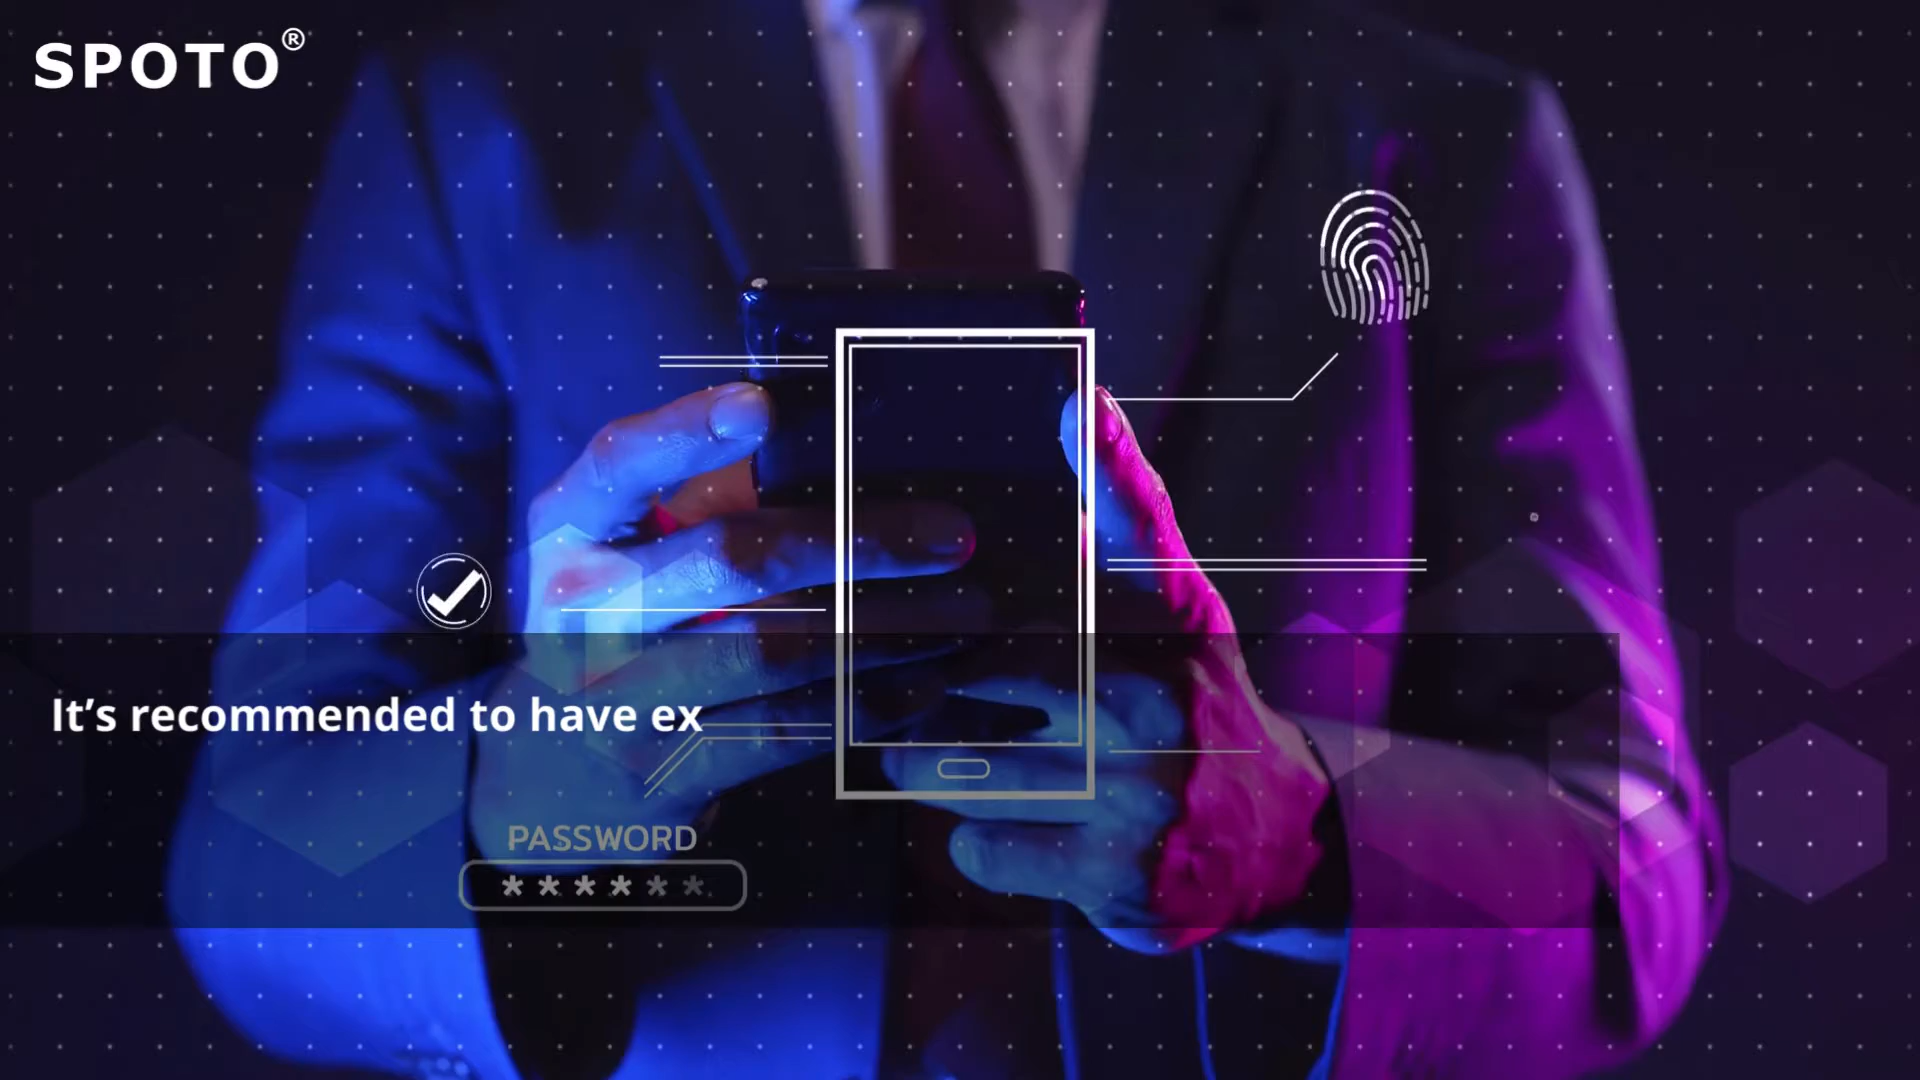 SPOTO®
It’s recommended to have ex
PASSWORD
******